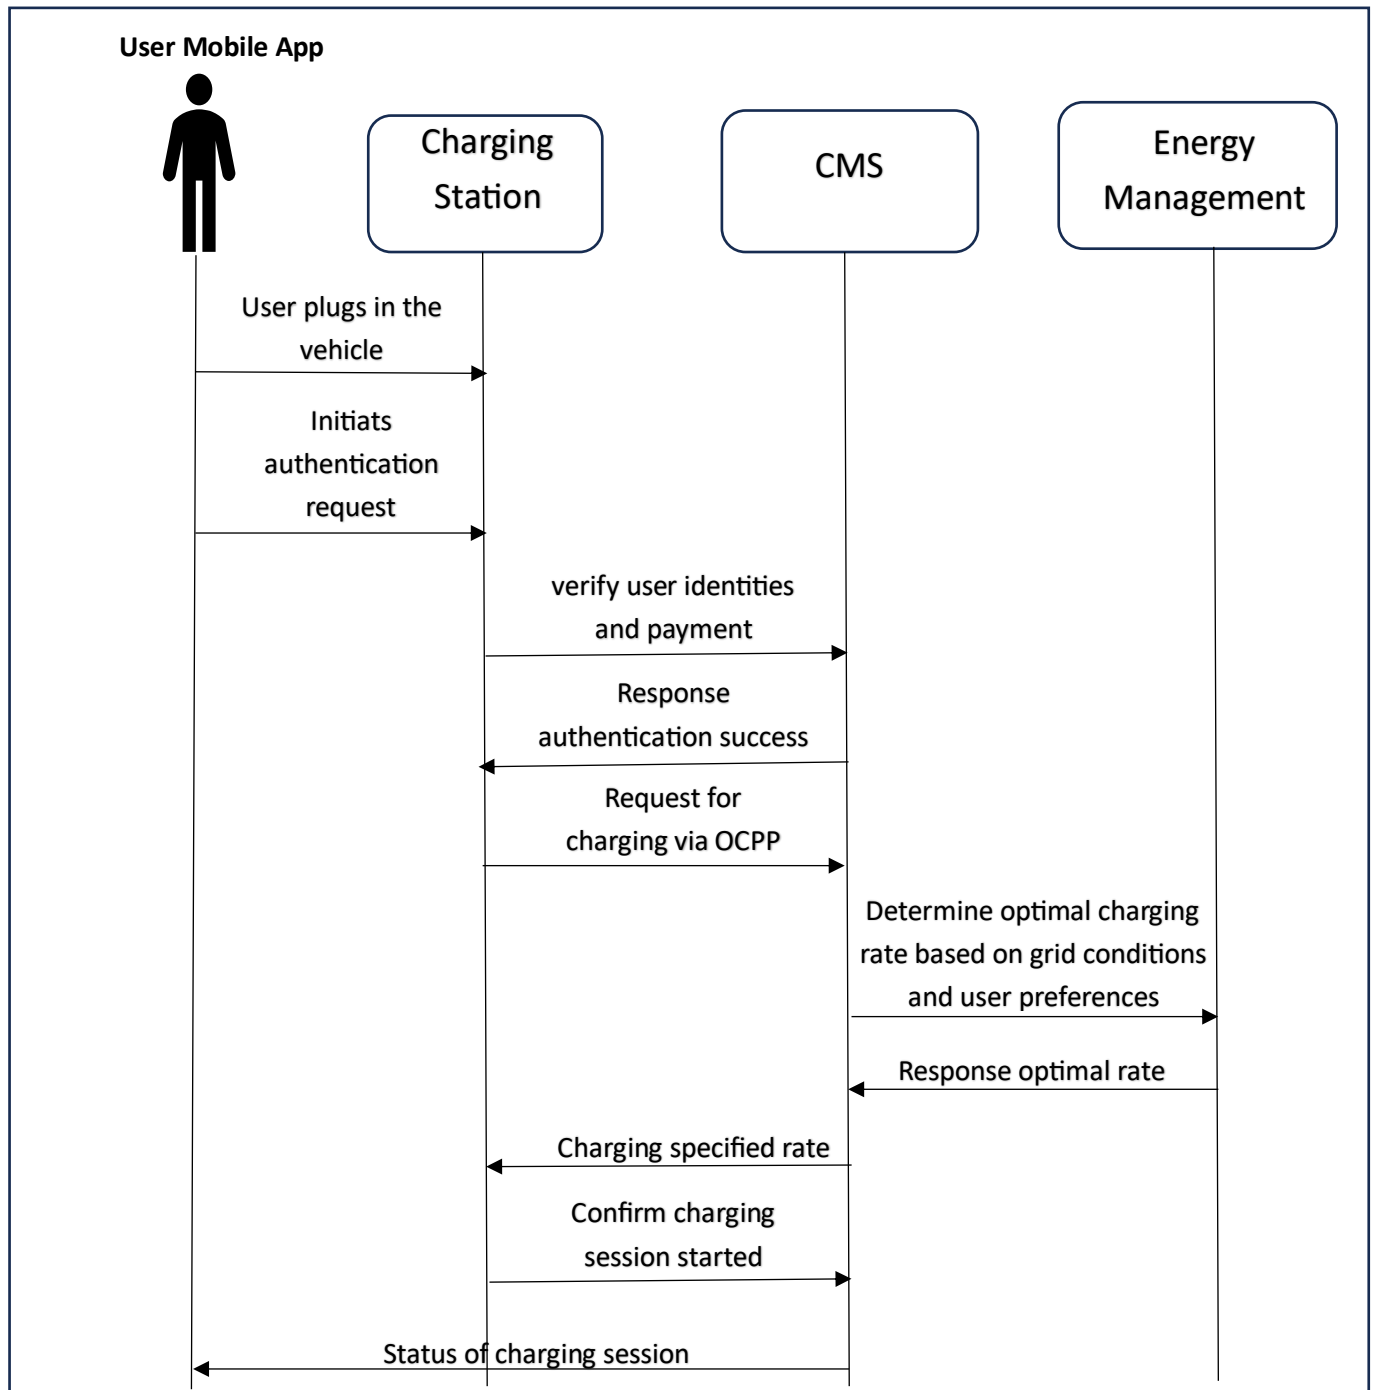 User Mobile App
Charging
Station
CMS
Energy
Management
User plugs in the
vehicle
Initiats
authentication
request
verify user identities
and payment
Response
authentication success
Request for
charging via OCPP
Determine optimal charging
rate based on grid conditions
and user preferences
Response optimal rate
Charging specified rate
Confirm charging
session started
Status of charging session